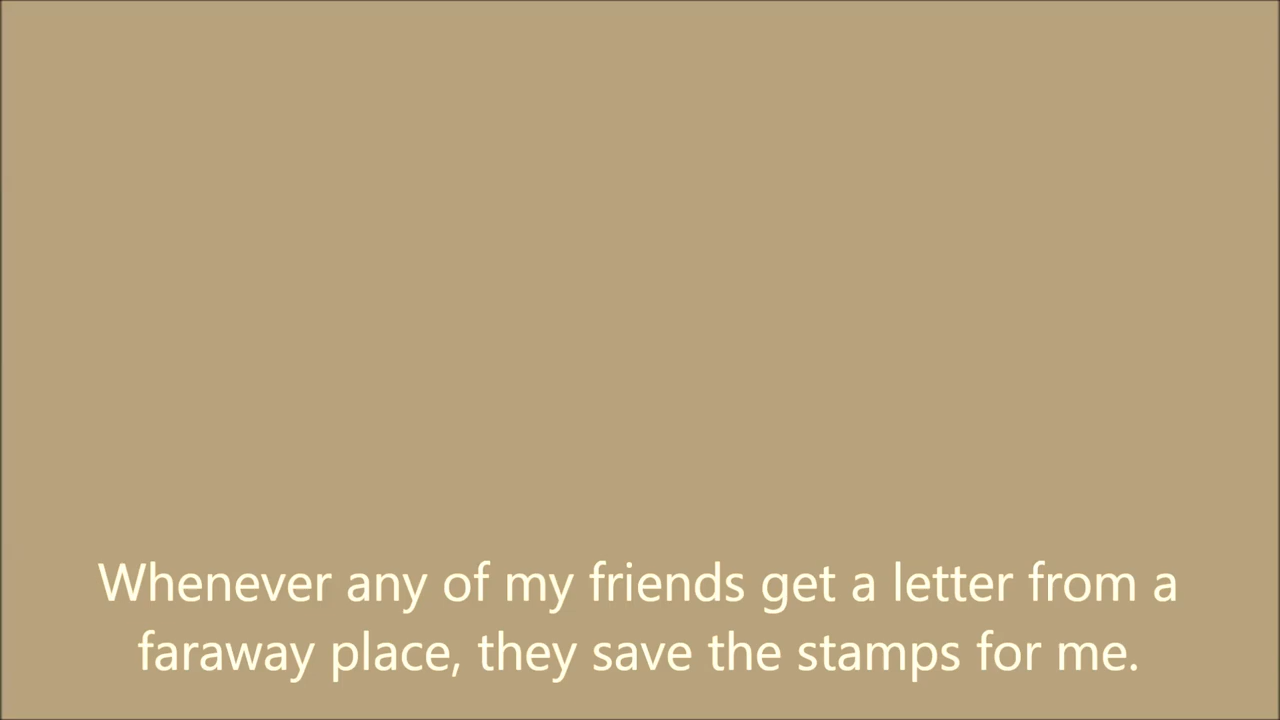 Whenever any of my friends get a letter from a
faraway place, they save the stamps for me.